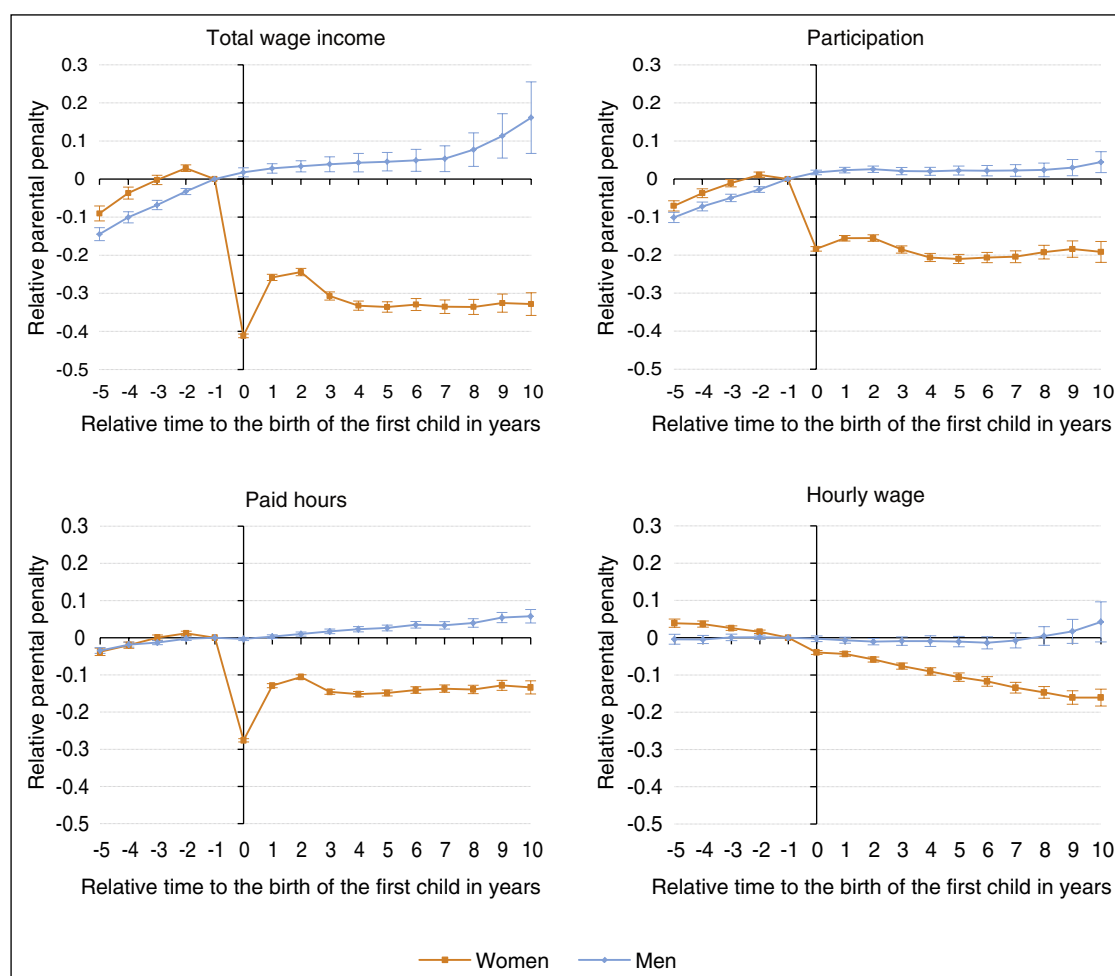 Total wage income
Participation
Relative parental penalty
0.3
0.2
0.1
0
-0.1
-0.2
-0.3
-0.4
-0.5
-5 -4 -3 -2 -1 0 1 2 3 4 5 6 7 8 9 10
Relative time to the birth of the first child in years
Relative parental penalty
0.3
0.2
0.1
0
-0.1
-0.2
-0.3
-0.4
-0.5
-5 -4 -3 -2 -1 0 1 2 3 4 5 6 7 8 9 10
Relative time to the birth of the first child in years
Paid hours
Hourly wage
Relative parental penalty
0.3
0.2
0.1
0
-0.1
-0.2
-0.3
-0.4
-0.5
-5 -4 -3 -2 -1 0 1 2 3 4 5 6 7 8 9 10
Relative time to the birth of the first child in years
Relative parental penalty
0.3
0.2
0.1
0
-0.1
-0.2
-0.3
-0.4
-0.5
-5 -4 -3 -2 -1 0 1 2 3 4 5 6 7 8 9 10
Relative time to the birth of the first child in years
Women Men